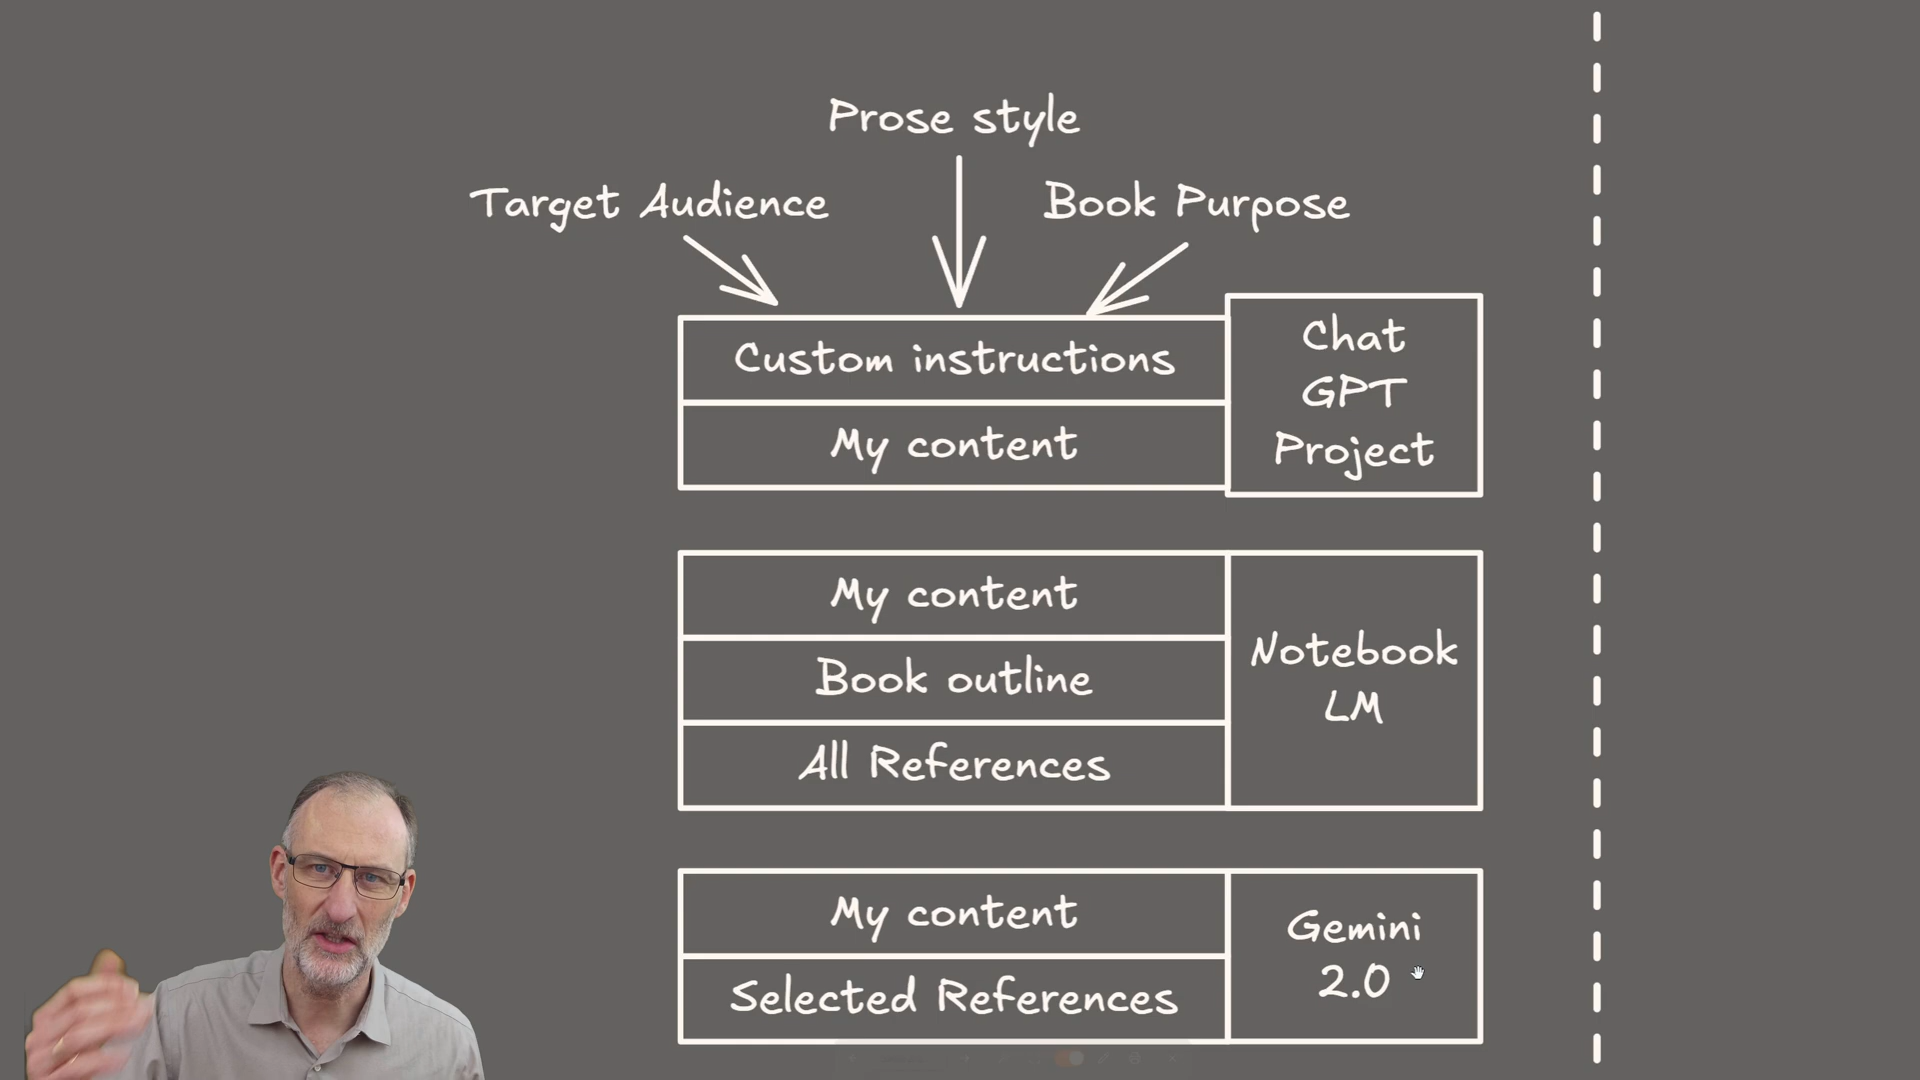 Prose style
Target Audience
Book Purpose
Custom instructions
My content
Chat
GPT
Project
My content
Book outline
All References
Notebook
LM
My content
Selected References
Gemini
2.0